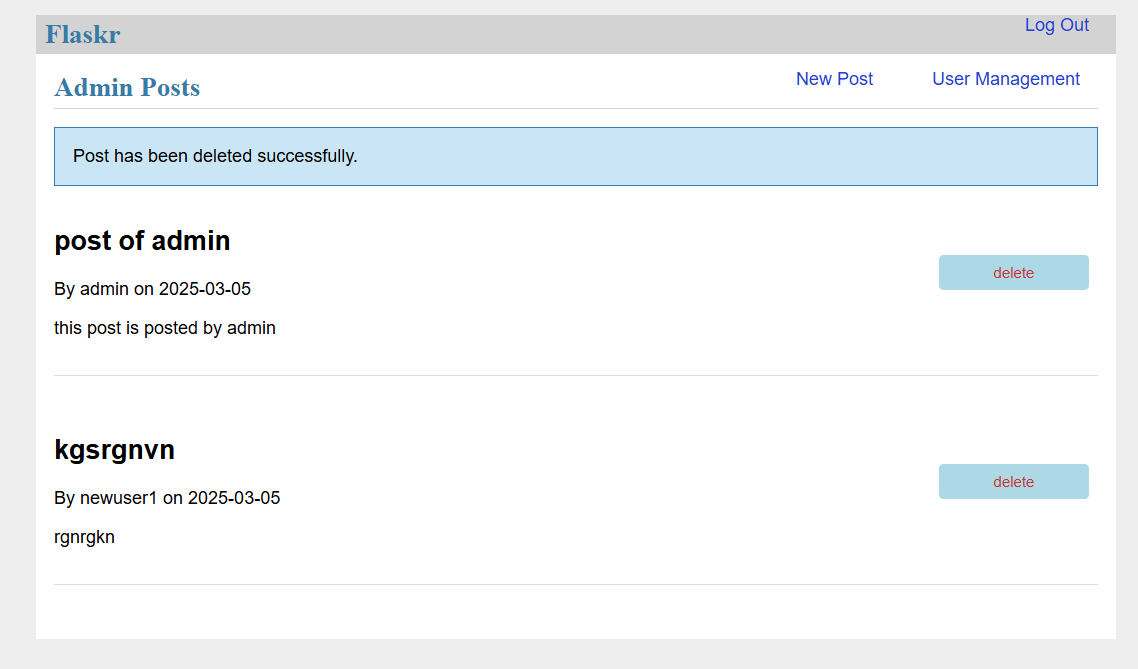 Flaskr
Log Out
Admin Posts
New Post
User Management
Post has been deleted successfully.
post of admin
By admin on 2025-03-05
this post is posted by admin
delete
kgsrgnvn
By newuser1 on 2025-03-05
rgnrgkn
delete